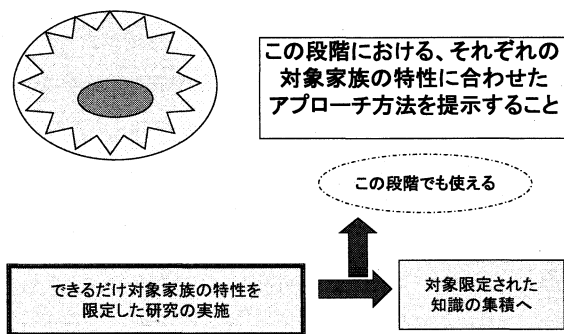 この段階における、それぞれの
対象家族の特性に合わせた
アプローチ方法を提示すること
この段階でも使える
できるだけ対象家族の特性を
限定した研究の実施
対象限定された
知識の集積へ